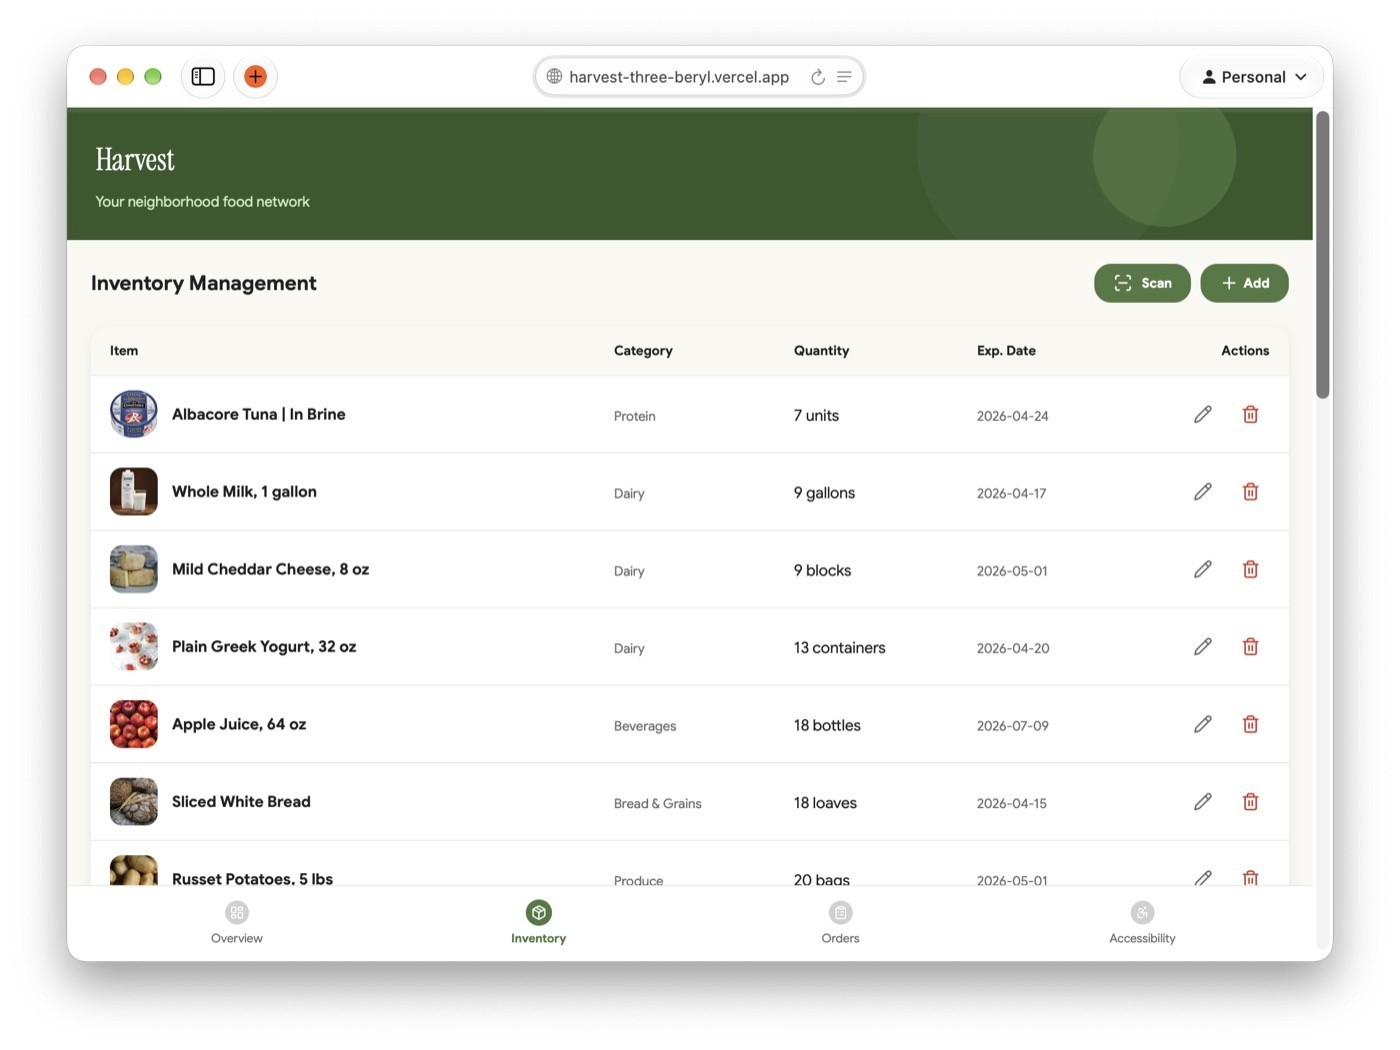 harvest-three-beryl.vercel.app
Personal
Harvest
Your neighborhood food network
Inventory Management
Scan
Add
Item Category Quantity Exp. Date Actions
Albacore Tuna | In Brine Protein 7 units 2026-04-24
Whole Milk, 1 gallon Dairy 9 gallons 2026-04-17
Mild Cheddar Cheese, 8 oz Dairy 9 blocks 2026-05-01
Plain Greek Yogurt, 32 oz Dairy 13 containers 2026-04-20
Apple Juice, 64 oz Beverages 18 bottles 2026-07-09
Sliced White Bread Bread & Grains 18 loaves 2026-04-15
Russet Potatoes, 5 lbs Produce 20 bags 2026-05-01
Overview Inventory Orders Accessibility